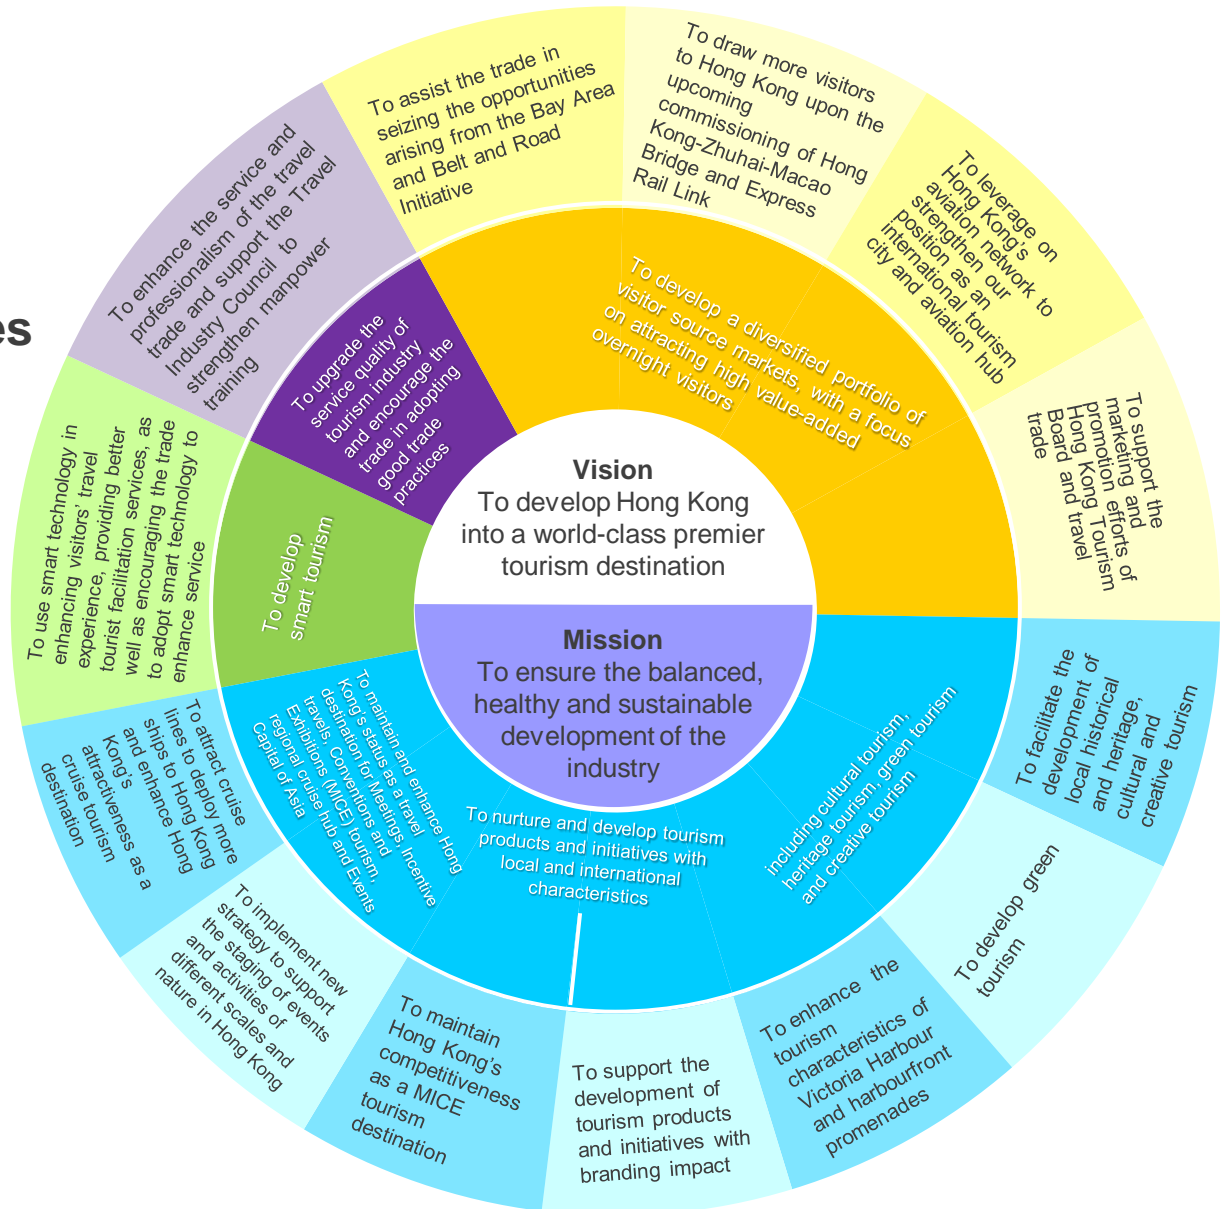 To assist the trade in
seizing the opportunities
arising from the Bay Area
and Belt and Road
Initiative
To draw more visitors
to Hong Kong upon the
upcoming
commissioning of Hong
Kong-Zhuhai-Macao
Bridge and Express
Rail Link
To leverage on
Hong Kong's
aviation network to
strengthen our
position as an
international tourism
city and aviation hub
To support the
marketing and
promotion efforts of
Hong Kong Tourism
Board and travel
trade
To facilitate the
development of
local historical
and heritage,
cultural and
creative tourism
To develop green
tourism
To enhance the
tourism
characteristics of
Victoria Harbour
and harbourfront
promenades
To support the
development of
tourism products
and initiatives with
branding impact
To maintain
Hong Kong's
competitiveness
as a MICE
tourism
destination
To implement new
strategy to support
the staging of events
and activities of
different scales and
nature in Hong Kong
To attract cruise
lines to deploy more
ships to Hong Kong
and enhance Hong
Kong's
attractiveness as a
cruise tourism
destination
To use smart technology in
enhancing visitors' travel
experience, providing better
tourist facilitation services, as
well as encouraging the trade
to adopt smart technology to
enhance service
To enhance the service and
professionalism of the travel
trade and support the Travel
Industry Council to
strengthen manpower
training
es
To develop a diversified portfolio of
visitor source markets, with a focus
on attracting high value-added
overnight visitors
To upgrade the
service quality of
tourism industry
and encourage the
trade in adopting
good trade
practices
To develop
smart tourism
To maintain and enhance Hong
Kong's status as a travel
destination for Meetings, Incentive
travels, Conventions and
Exhibitions (MICE) tourism,
regional cruise hub and Events
Capital of Asia
To nurture and develop tourism
products and initiatives with
local and international
characteristics
including cultural tourism,
heritage tourism, green tourism
and creative tourism
Vision
To develop Hong Kong
into a world-class premier
tourism destination
Mission
To ensure the balanced,
healthy and sustainable
development of the
industry